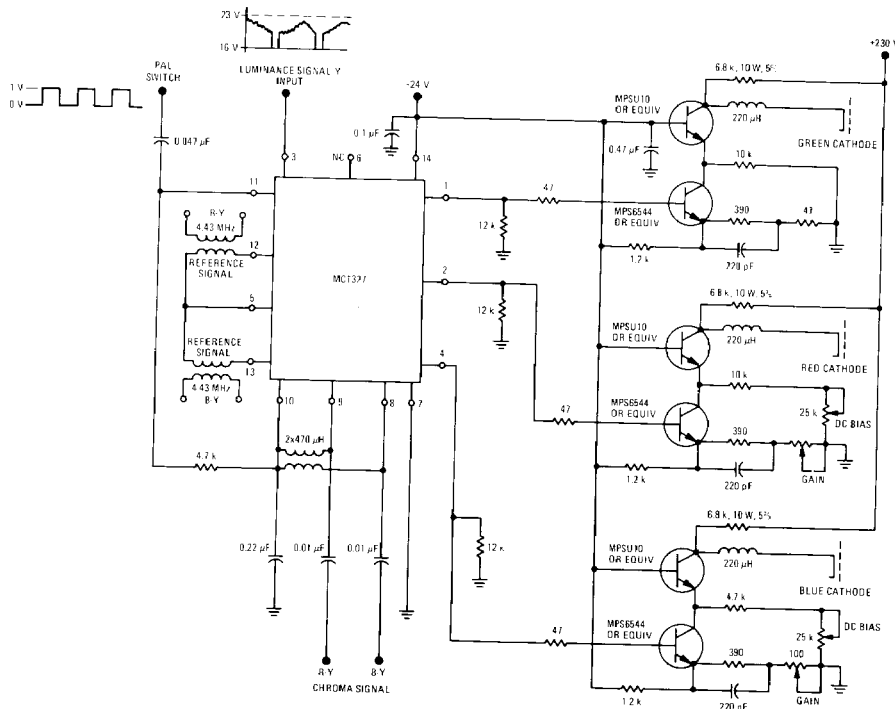 23 V
16 V
LUMINANCE SIGNAL Y
INPUT
PAL
SWITCH
1 V
0 V
0.047 µF
-24 V
0.1 µF
3
NC
6
14
11
R-Y
4.43 MHz
12
REFERENCE SIGNAL
5
REFERENCE
SIGNAL
13
4.43 MHz
B-Y
1
2
4
10
9
8
7
2x470 µH
4.7 k
0.22 µF
0.01 µF
0.01 µF
R-Y
B-Y
CHROMA SIGNAL
12 k
12 k
12 k
47
47
47
+230 V
6.8 k, 10 W, 5%
MPSU10
OR EQUIV
220 µH
GREEN CATHODE
0.47 µF
10 k
MPS6544
OR EQUIV
390
47
1.2 k
220 pF
6.8 k, 10 W, 5%
MPSU10
OR EQUIV
220 µH
RED CATHODE
10 k
MPS6544
OR EQUIV
25 k
DC BIAS
390
1.2 k
220 pF
GAIN
6.8 k, 10 W, 5%
MPSU10
OR EQUIV
220 µH
BLUE CATHODE
4.7 k
MPS6544
OR EQUIV
25 k
DC BIAS
390
100
1.2 k
220 pF
GAIN